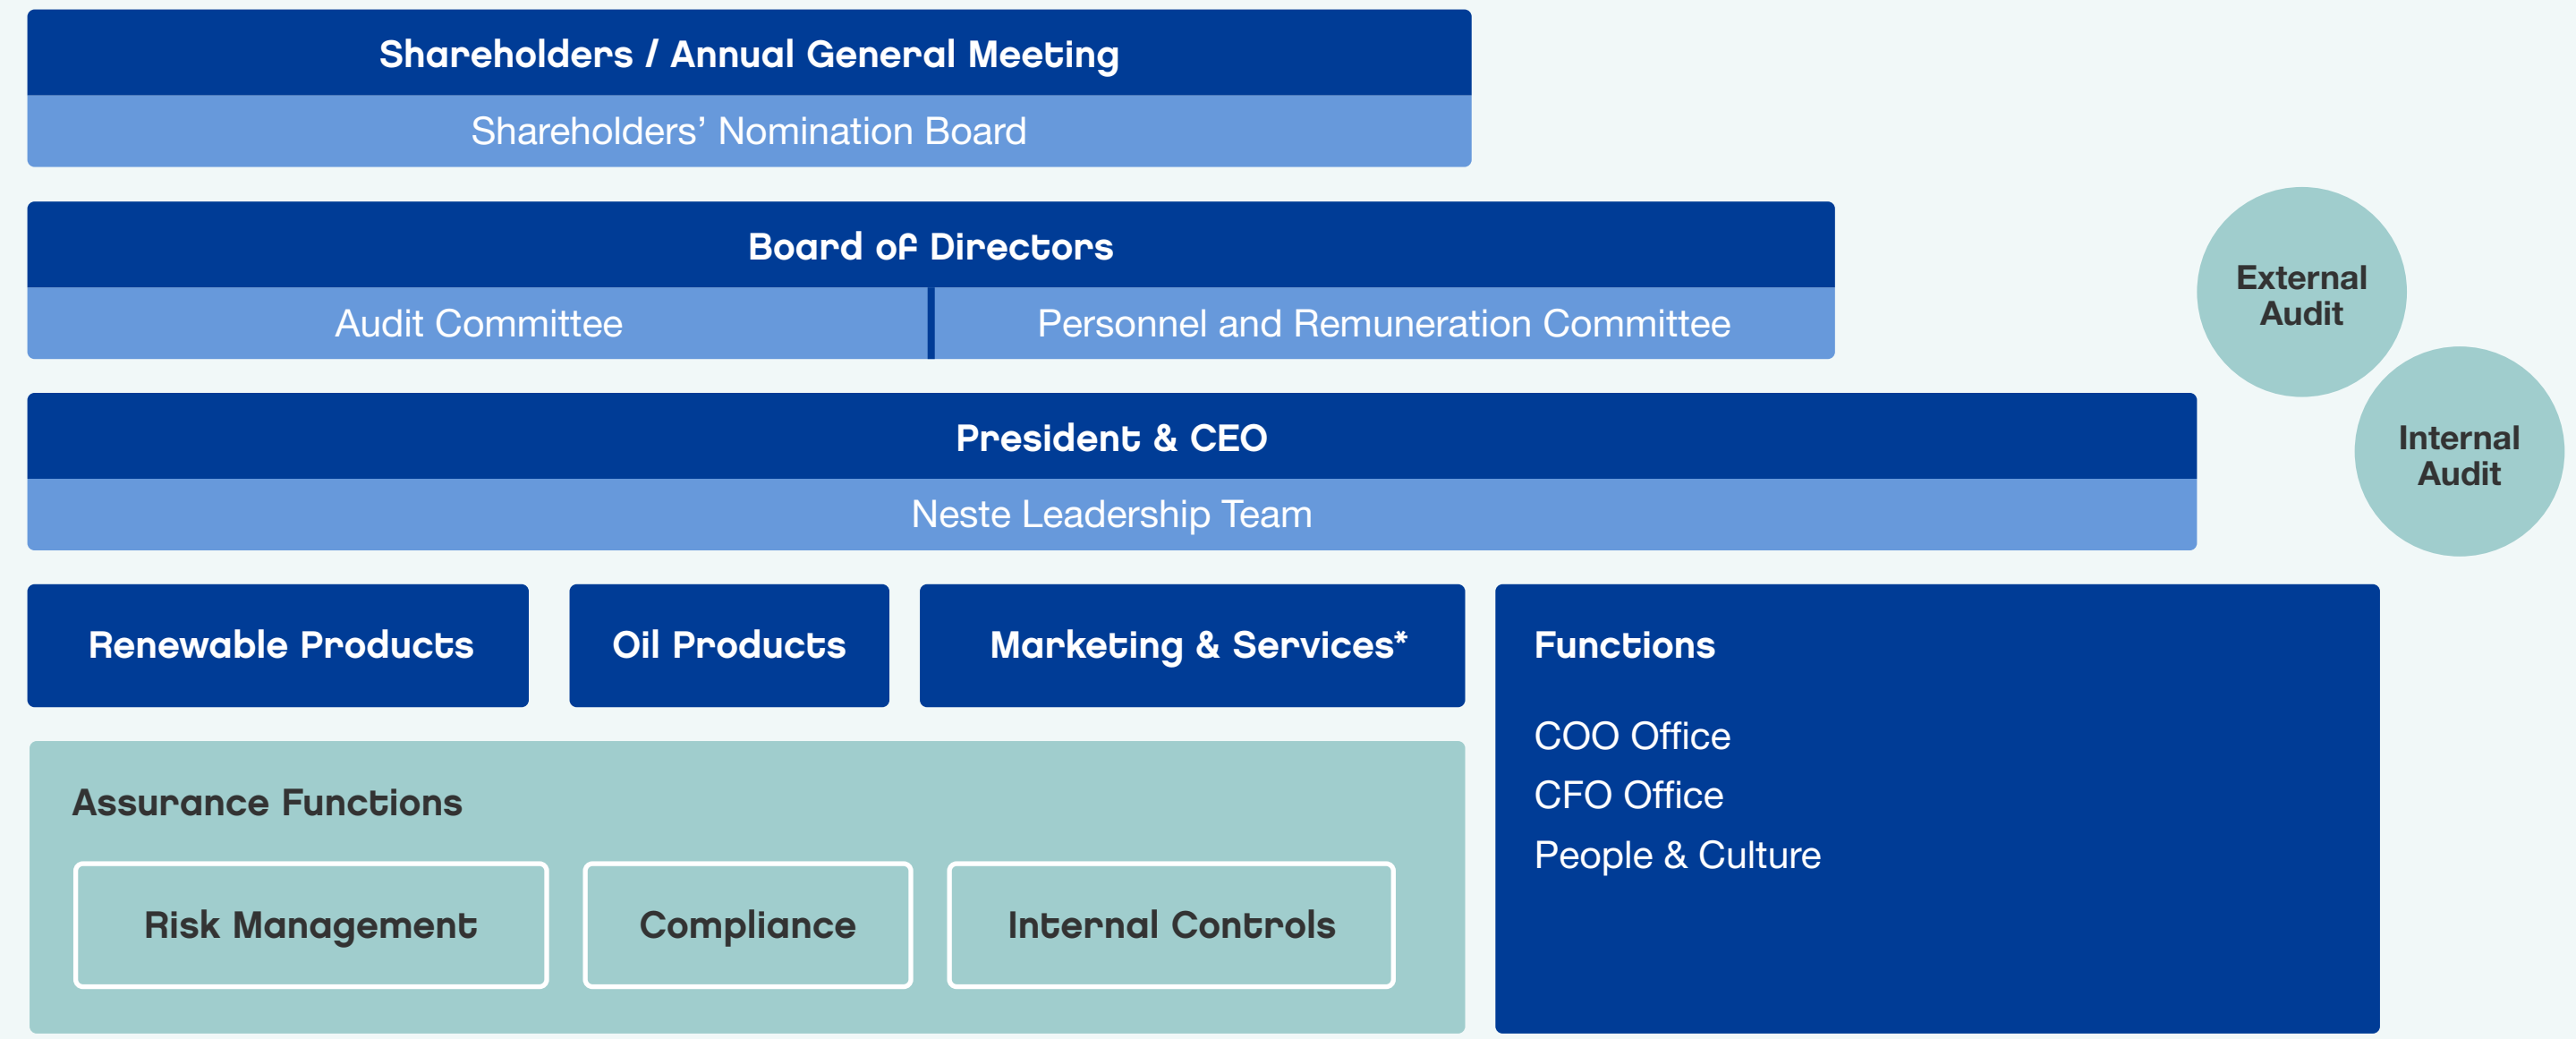 Shareholders / Annual General Meeting
Shareholders’ Nomination Board
Board of Directors
Audit Committee
Personnel and Remuneration Committee
External
Audit
President & CEO
Neste Leadership Team
Internal
Audit
Renewable Products
Oil Products
Marketing & Services*
Functions
COO Office
CFO Office
People & Culture
Assurance Functions
Risk Management
Compliance
Internal Controls